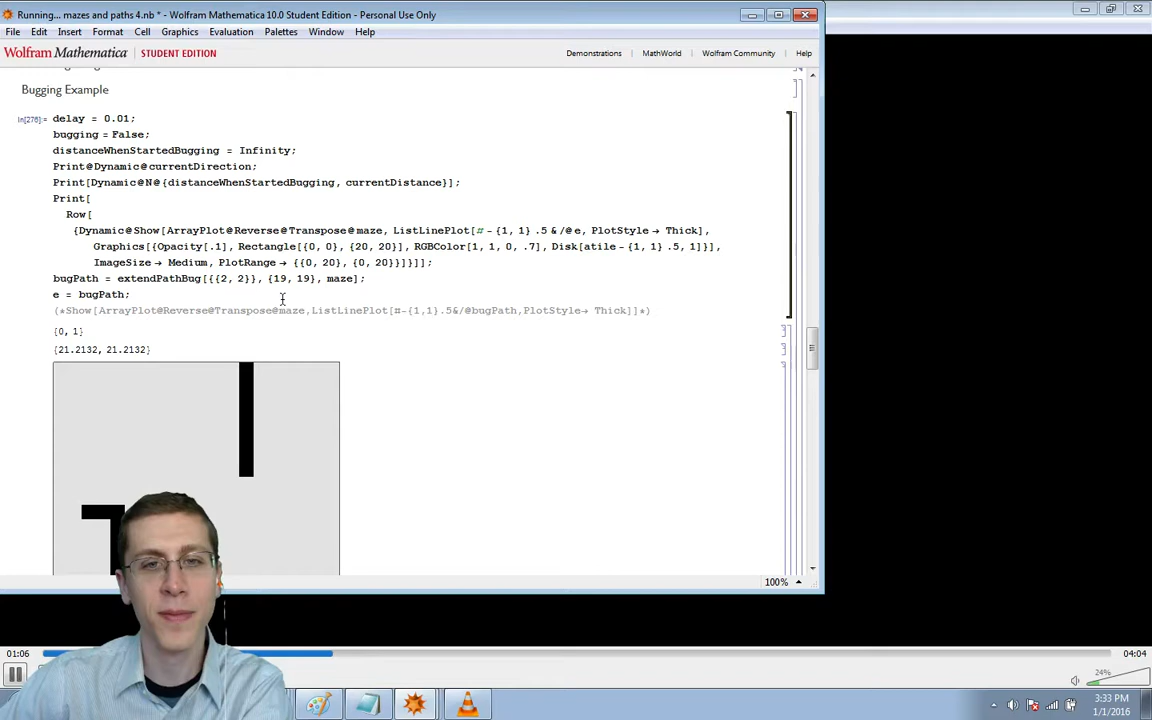 Running... mazes and paths 4.nb * - Wolfram Mathematica 10.0 Student Edition - Personal Use Only
File Edit Insert Format Cell Graphics Evaluation Palettes Window Help
Wolfram Mathematica STUDENT EDITION Demonstrations MathWorld Wolfram Community Help
Bugging Example
In[276]:= delay = 0.01;
bugging = False;
distanceWhenStartedBugging = Infinity;
Print@Dynamic@currentDirection;
Print[Dynamic@N@{distanceWhenStartedBugging, currentDistance}];
Print[
Row[
{Dynamic@Show[ArrayPlot@Reverse@Transpose@maze, ListLinePlot[# - {1, 1} .5 & /@ e, PlotStyle → Thick],
Graphics[{Opacity[.1], Rectangle[{0, 0}, {20, 20}], RGBColor[1, 1, 0, .7], Disk[atile - {1, 1} .5, 1]}],
ImageSize → Medium, PlotRange → {{0, 20}, {0, 20}}]}]];
bugPath = extendPathBug[{{2, 2}}, {19, 19}, maze];
e = bugPath;
(*Show[ArrayPlot@Reverse@Transpose@maze,ListLinePlot[#-{1,1}.5&/@bugPath,PlotStyle→ Thick]]*)
{0, 1}
{21.2132, 21.2132}
100%
01:06 04:04
24%
3:33 PM
1/1/2016